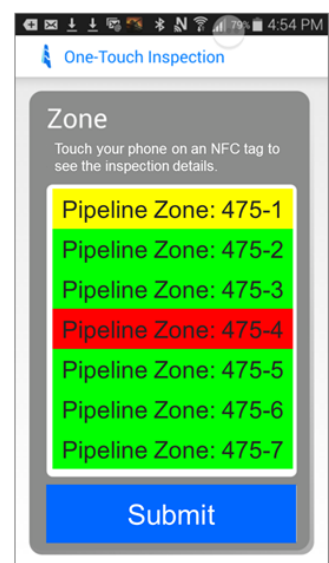 79% 4:54 PM
One-Touch Inspection
Zone
Touch your phone on an NFC tag to
see the inspection details.
Pipeline Zone: 475-1
Pipeline Zone: 475-2
Pipeline Zone: 475-3
Pipeline Zone: 475-4
Pipeline Zone: 475-5
Pipeline Zone: 475-6
Pipeline Zone: 475-7
Submit